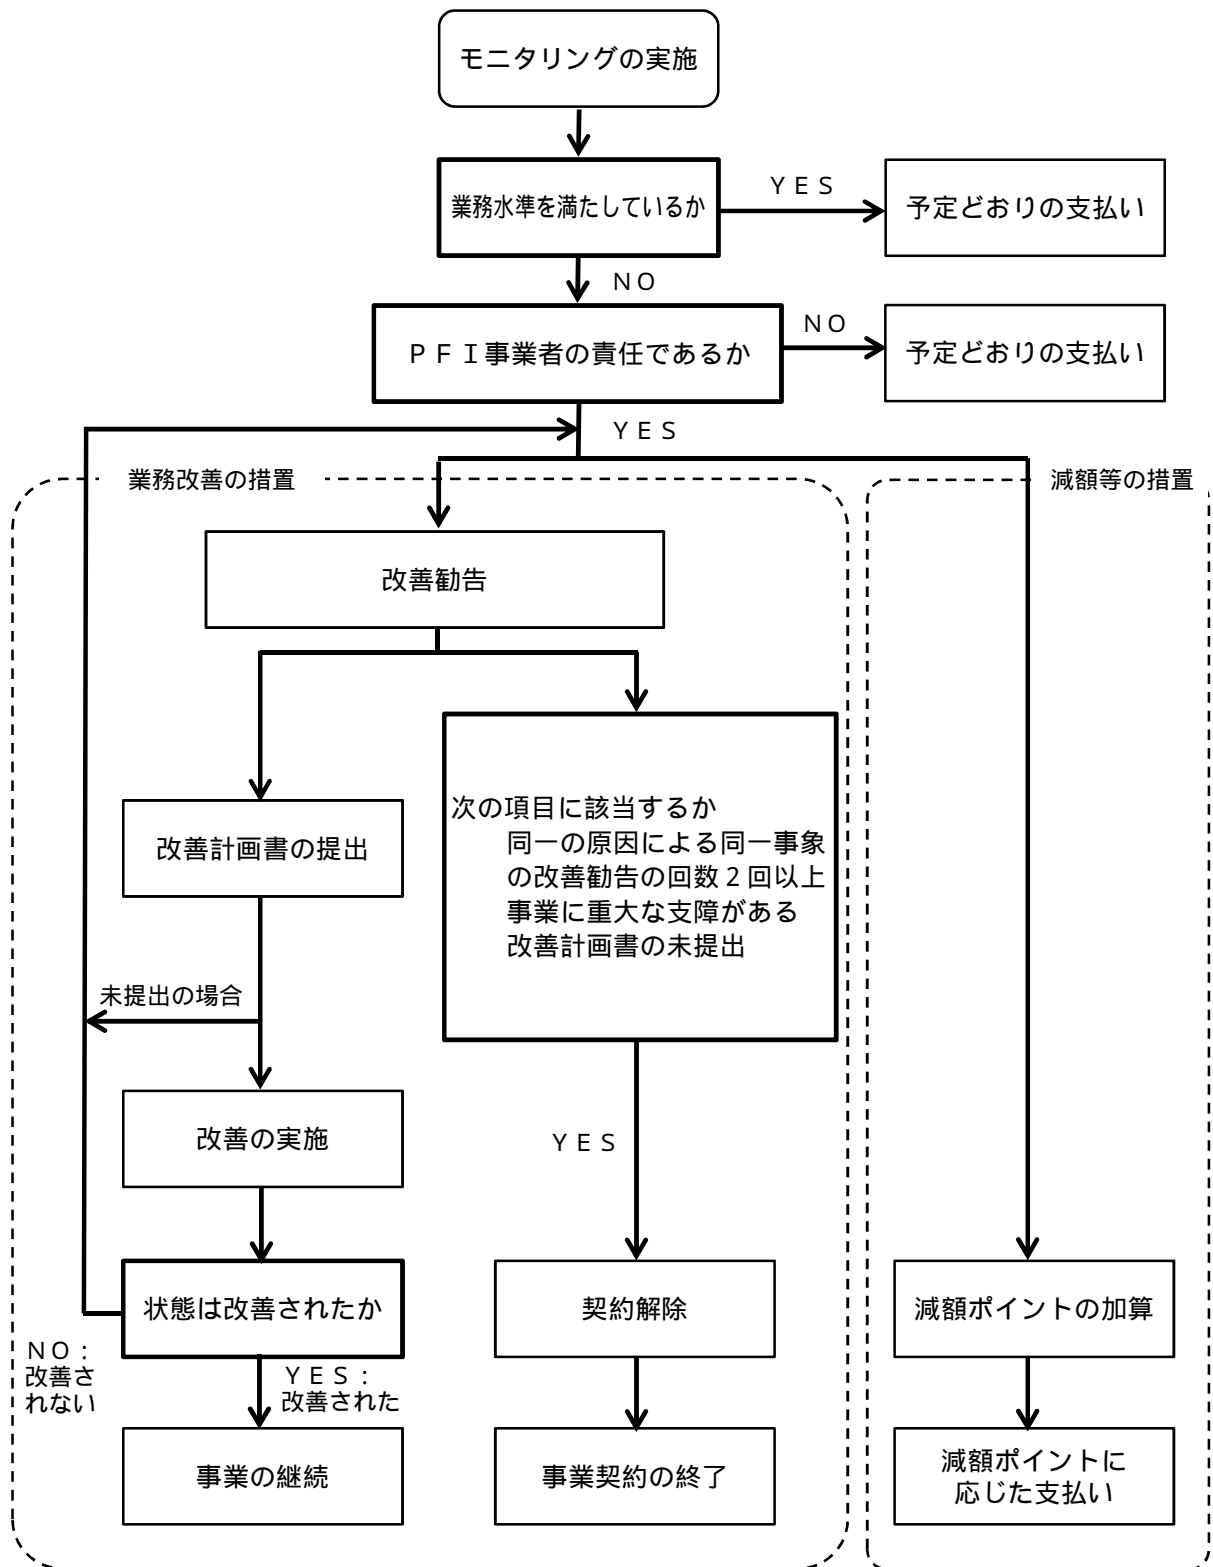 モニタリングの実施
業務水準を満たしているか
ＹＥＳ
予定どおりの支払い
ＮＯ
ＰＦＩ事業者の責任であるか
ＮＯ
予定どおりの支払い
ＹＥＳ
業務改善の措置
減額等の措置
改善勧告
改善計画書の提出
次の項目に該当するか
同一の原因による同一事象
の改善勧告の回数２回以上
事業に重大な支障がある
改善計画書の未提出
未提出の場合
改善の実施
ＹＥＳ
状態は改善されたか
契約解除
減額ポイントの加算
ＮＯ：
改善さ
れない
ＹＥＳ：
改善された
事業の継続
事業契約の終了
減額ポイントに
応じた支払い